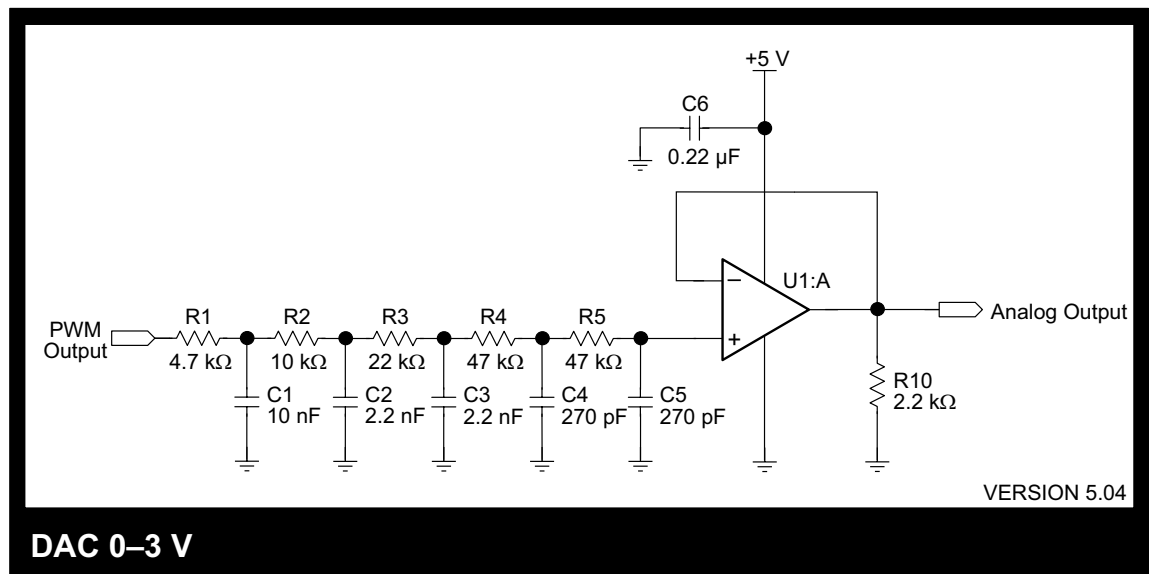 +5 V
C6
0.22 µF
U1:A
−
+
PWM
Output
R1
4.7 kΩ
R2
10 kΩ
R3
22 kΩ
R4
47 kΩ
R5
47 kΩ
Analog Output
C1
10 nF
C2
2.2 nF
C3
2.2 nF
C4
270 pF
C5
270 pF
R10
2.2 kΩ
VERSION 5.04
DAC 0–3 V